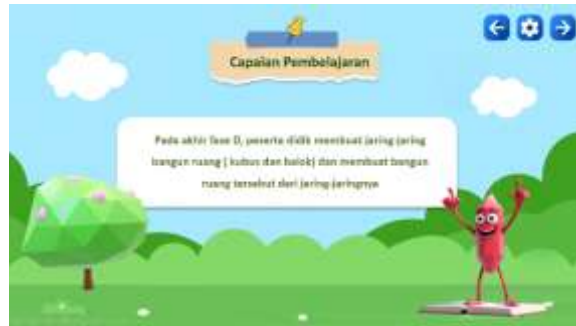 Capaian Pembelajaran
Pada akhir fase D, peserta didik membuat jaring-jaring
bangun ruang ( kubus dan balok) dan membuat bangun
ruang tersebut dari jaring-jaringnya